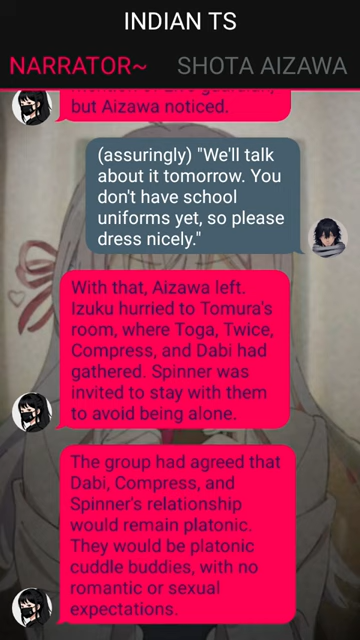 INDIAN TS
NARRATOR~ SHOTA AIZAWA
but Aizawa noticed.
(assuringly) "We'll talk
about it tomorrow. You
don't have school
uniforms yet, so please
dress nicely."
With that, Aizawa left.
Izuku hurried to Tomura's
room, where Toga, Twice,
Compress, and Dabi had
gathered. Spinner was
invited to stay with them
to avoid being alone.
The group had agreed that
Dabi, Compress, and
Spinner's relationship
would remain platonic.
They would be platonic
cuddle buddies, with no
romantic or sexual
expectations.